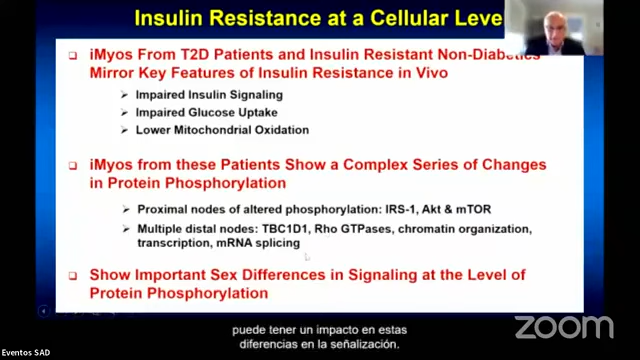 Insulin Resistance at a Cellular Leve
iMyos From T2D Patients and Insulin Resistant Non-Diabetics
Mirror Key Features of Insulin Resistance in Vivo
Impaired Insulin Signaling
Impaired Glucose Uptake
Lower Mitochondrial Oxidation
iMyos from these Patients Show a Complex Series of Changes
in Protein Phosphorylation
Proximal nodes of altered phosphorylation: IRS-1, Akt & mTOR
Multiple distal nodes: TBC1D1, Rho GTPases, chromatin organization,
transcription, mRNA splicing
Show Important Sex Differences in Signaling at the Level of
Protein Phosphorylation
puede tener un impacto en estas
diferencias en la señalización.
zoom
Eventos SAD